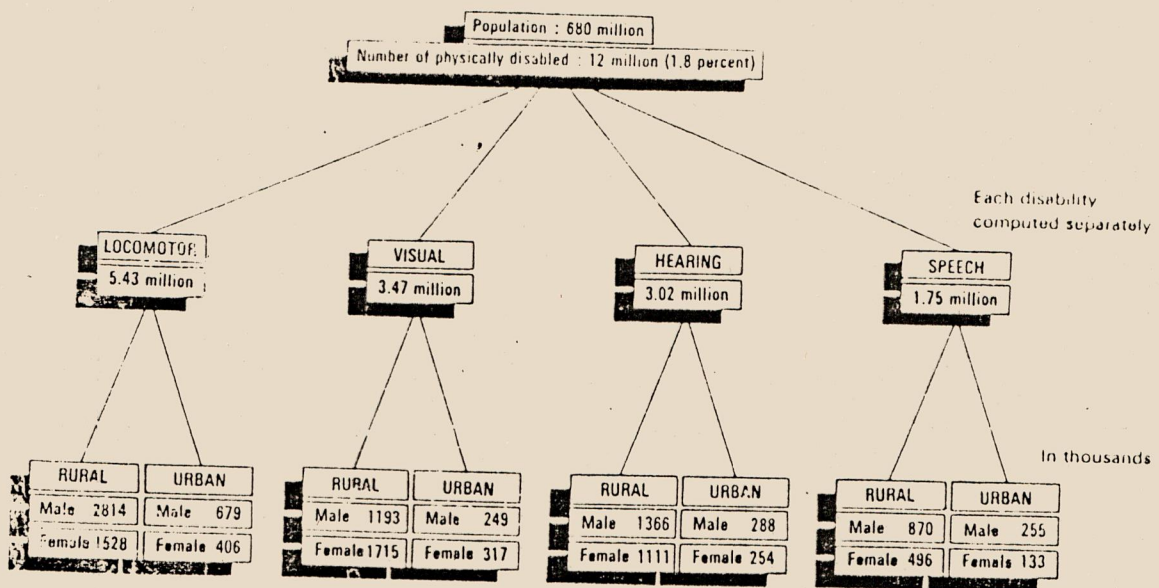 Population : 680 million
Number of physically disabled : 12 million (1.8 percent)
Each disability
computed separately
LOCOMOTOR
5.43 million
VISUAL
3.47 million
HEARING
3.02 million
SPEECH
1.75 million
In thousands
RURAL URBAN
Male 2814 Male 679
Female 1528 Female 406
RURAL URBAN
Male 1193 Male 249
Female 1715 Female 317
RURAL URBAN
Male 1366 Male 288
Female 1111 Female 254
RURAL URBAN
Male 870 Male 255
Female 496 Female 133